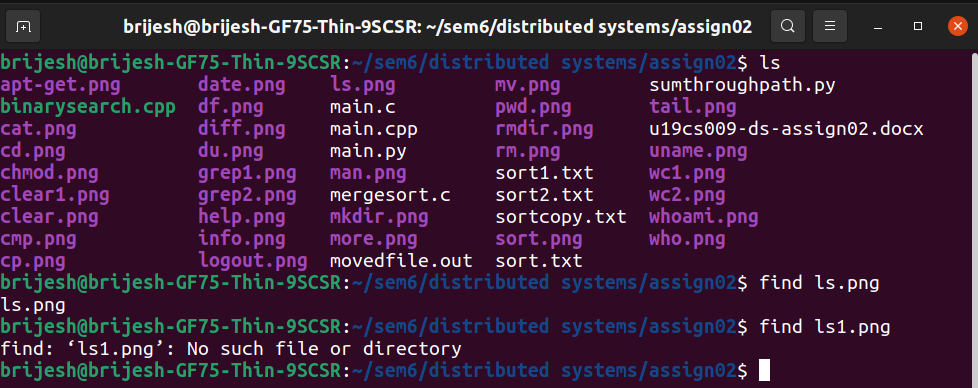 brijesh@brijesh-GF75-Thin-9SCSR: ~/sem6/distributed systems/assign02
brijesh@brijesh-GF75-Thin-9SCSR:~/sem6/distributed systems/assign02$ ls
apt-get.png date.png ls.png mv.png sumthroughpath.py
binarysearch.cpp df.png main.c pwd.png tail.png
cat.png diff.png main.cpp rmdir.png u19cs009-ds-assign02.docx
cd.png du.png main.py rm.png uname.png
chmod.png grep1.png man.png sort1.txt wc1.png
clear1.png grep2.png mergesort.c sort2.txt wc2.png
clear.png help.png mkdir.png sortcopy.txt whoami.png
cmp.png info.png more.png sort.png who.png
cp.png logout.png movedfile.out sort.txt
brijesh@brijesh-GF75-Thin-9SCSR:~/sem6/distributed systems/assign02$ find ls.png
ls.png
brijesh@brijesh-GF75-Thin-9SCSR:~/sem6/distributed systems/assign02$ find ls1.png
find: ‘ls1.png’: No such file or directory
brijesh@brijesh-GF75-Thin-9SCSR:~/sem6/distributed systems/assign02$